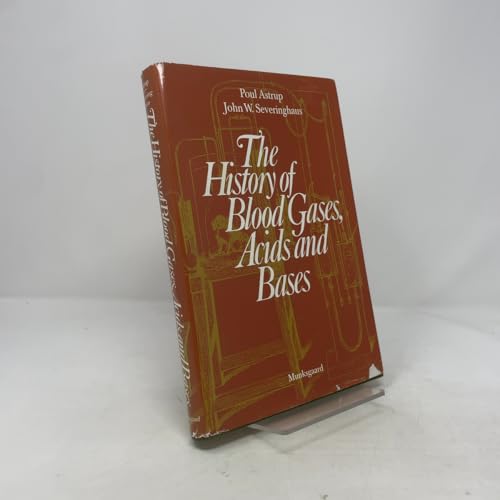 Poul Astrup
John W. Severinghaus
The
History of
Blood Gases,
Acids and
Bases
Munksgaard
The History of Blood Gases, Acids and Bases